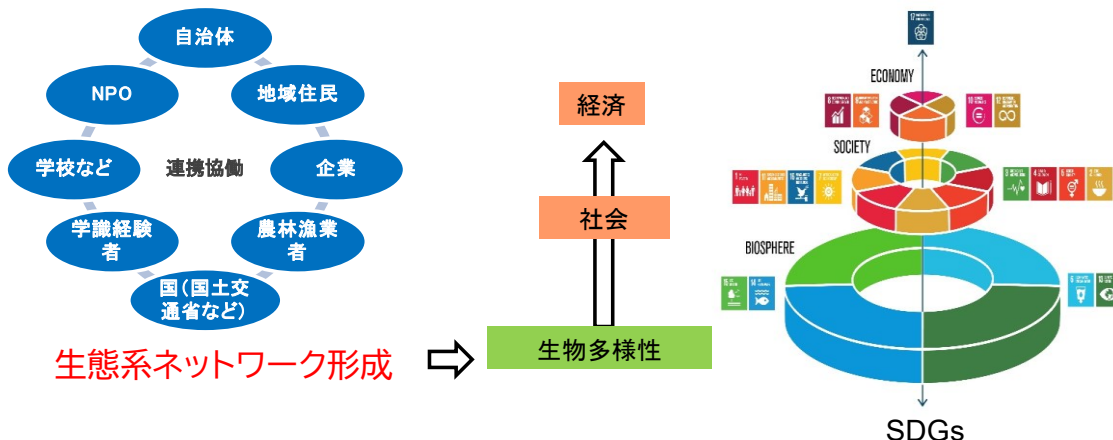 自治体
NPO
地域住民
学校など
連携協働
企業
学識経験
者
農林漁業
者
国(国土交
通省など)
生態系ネットワーク形成
経済
社会
生物多様性
17
ECONOMY
SOCIETY
BIOSPHERE
SDGs